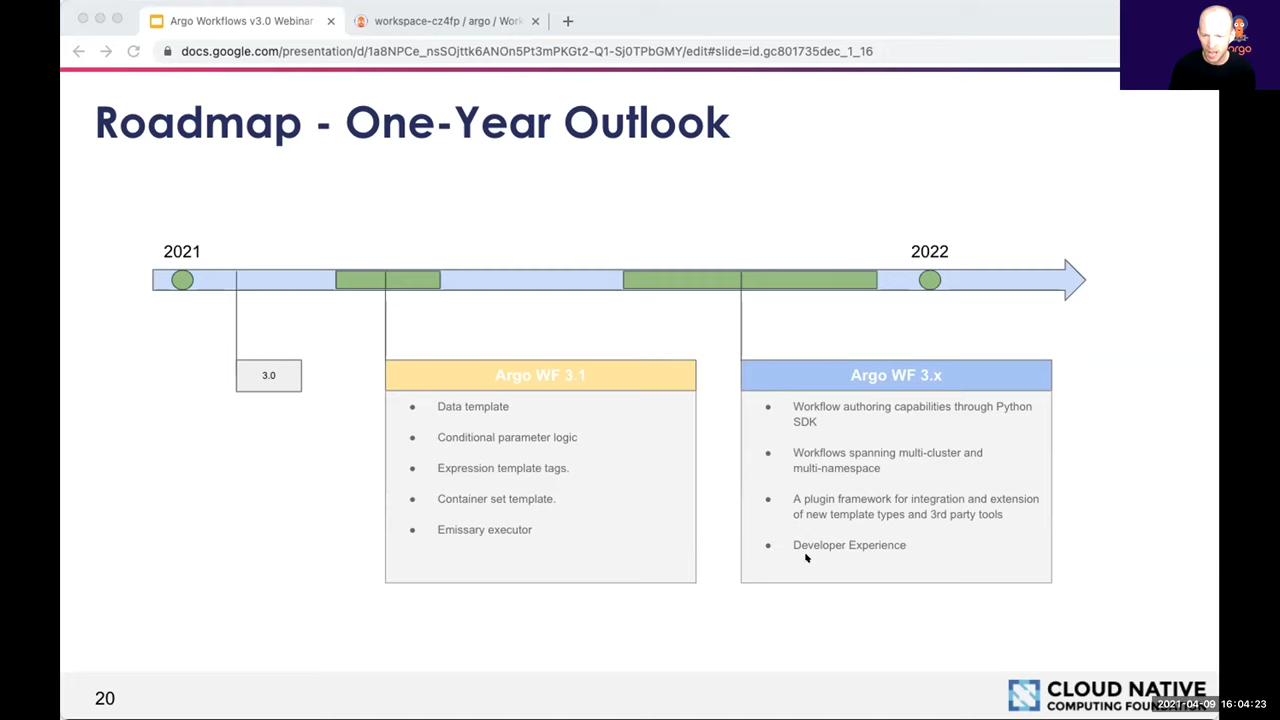 Argo Workflows v3.0 Webinar
workspace-cz4fp / argo / Work
docs.google.com/presentation/d/1a8NPCe_nsSOjttk6ANOn5Pt3mPKGt2-Q1-Sj0TPbGMY/edit#slide=id.gc801735dec_1_16
Roadmap - One-Year Outlook
2021
2022
3.0
Argo WF 3.1
• Data template
• Conditional parameter logic
• Expression template tags.
• Container set template.
• Emissary executor
Argo WF 3.x
• Workflow authoring capabilities through Python
SDK
• Workflows spanning multi-cluster and
multi-namespace
• A plugin framework for integration and extension
of new template types and 3rd party tools
• Developer Experience
20
CLOUD NATIVE
COMPUTING FOUNDATION
2021-04-09 16:04:23